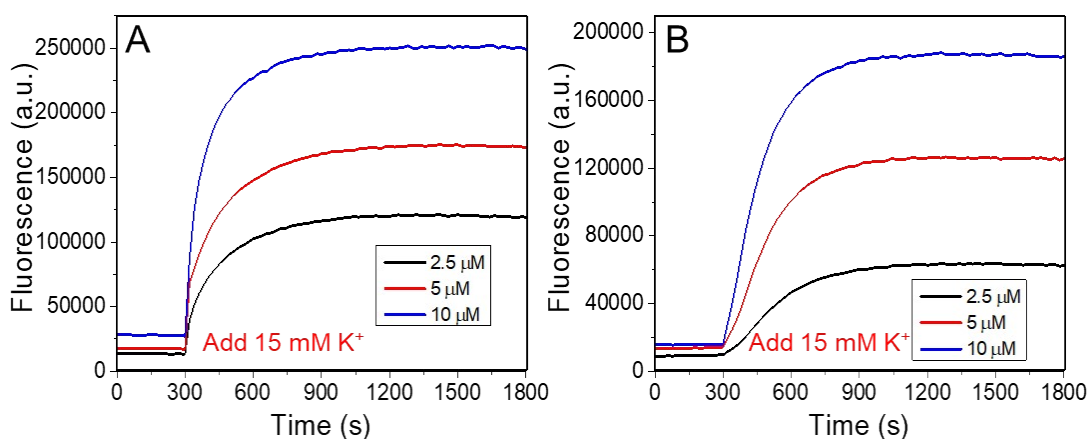 A
Fluorescence (a.u.)
250000
200000
150000
100000
50000
0
2.5 μM
5 μM
10 μM
Add 15 mM K⁺
0 300 600 900 1200 1500 1800
Time (s)
B
Fluorescence (a.u.)
200000
160000
120000
80000
40000
0
2.5 μM
5 μM
10 μM
Add 15 mM K⁺
0 300 600 900 1200 1500 1800
Time (s)